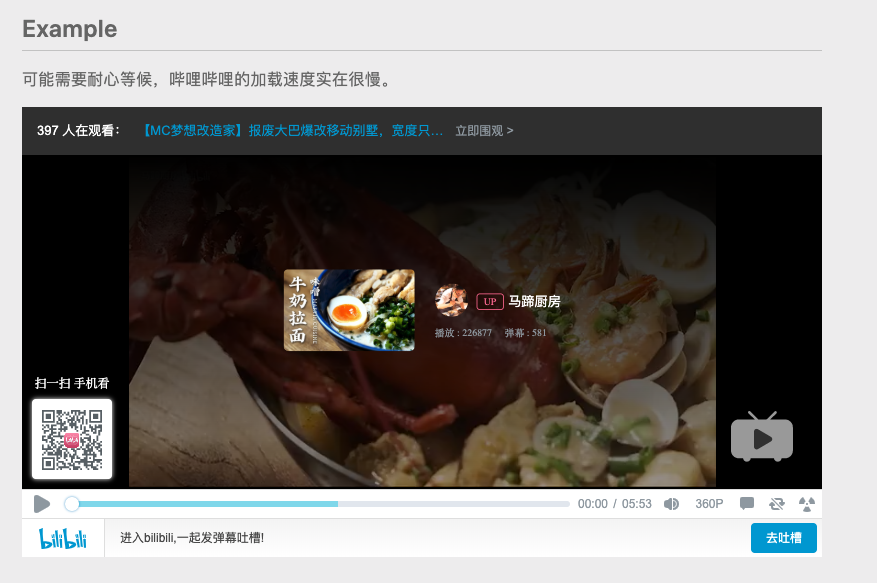 Example
可能需要耐心等候，哔哩哔哩的加载速度实在很慢。
397 人在观看： 【MC梦想改造家】报废大巴爆改移动别墅，宽度只… 立即围观 >
牛奶拉面
味噌
UP 马蹄厨房
播放 : 226877 弹幕 : 581
扫一扫 手机看
00:00 / 05:53 360P
bilibili 进入bilibili,一起发弹幕吐槽! 去吐槽